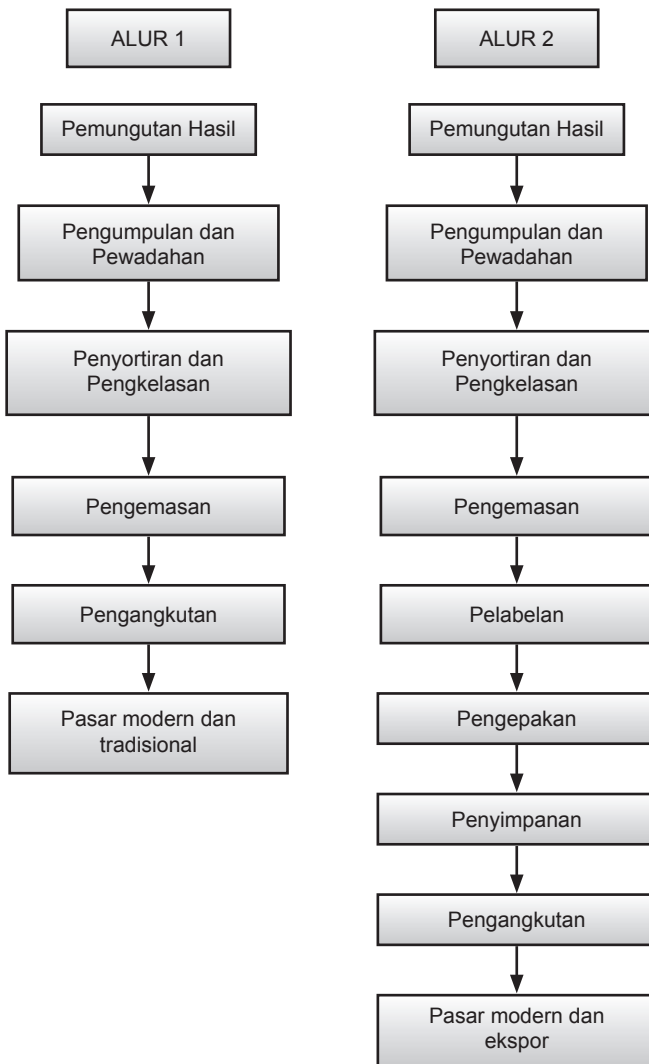 ALUR 1
Pemungutan Hasil
Pengumpulan dan
Pewadahan
Penyortiran dan
Pengkelasan
Pengemasan
Pengangkutan
Pasar modern dan
tradisional
ALUR 2
Pemungutan Hasil
Pengumpulan dan
Pewadahan
Penyortiran dan
Pengkelasan
Pengemasan
Pelabelan
Pengepakan
Penyimpanan
Pengangkutan
Pasar modern dan
ekspor